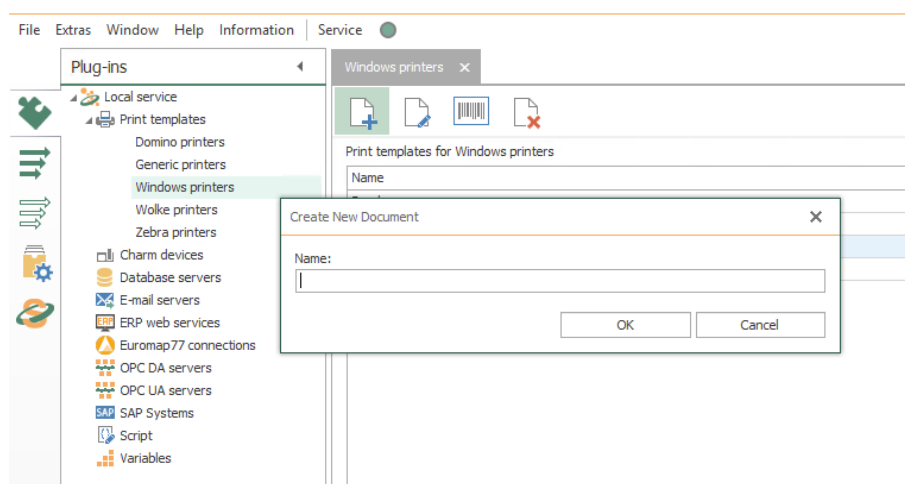 File Extras Window Help Information Service
Plug-ins
Windows printers
Local service
Print templates
Domino printers
Generic printers
Windows printers
Wolke printers
Zebra printers
Charm devices
Database servers
E-mail servers
ERP
ERP web services
Euromap77 connections
OPC DA servers
OPC UA servers
SAP
SAP Systems
Script
Variables
Print templates for Windows printers
Name
Create New Document
Name:
OK Cancel